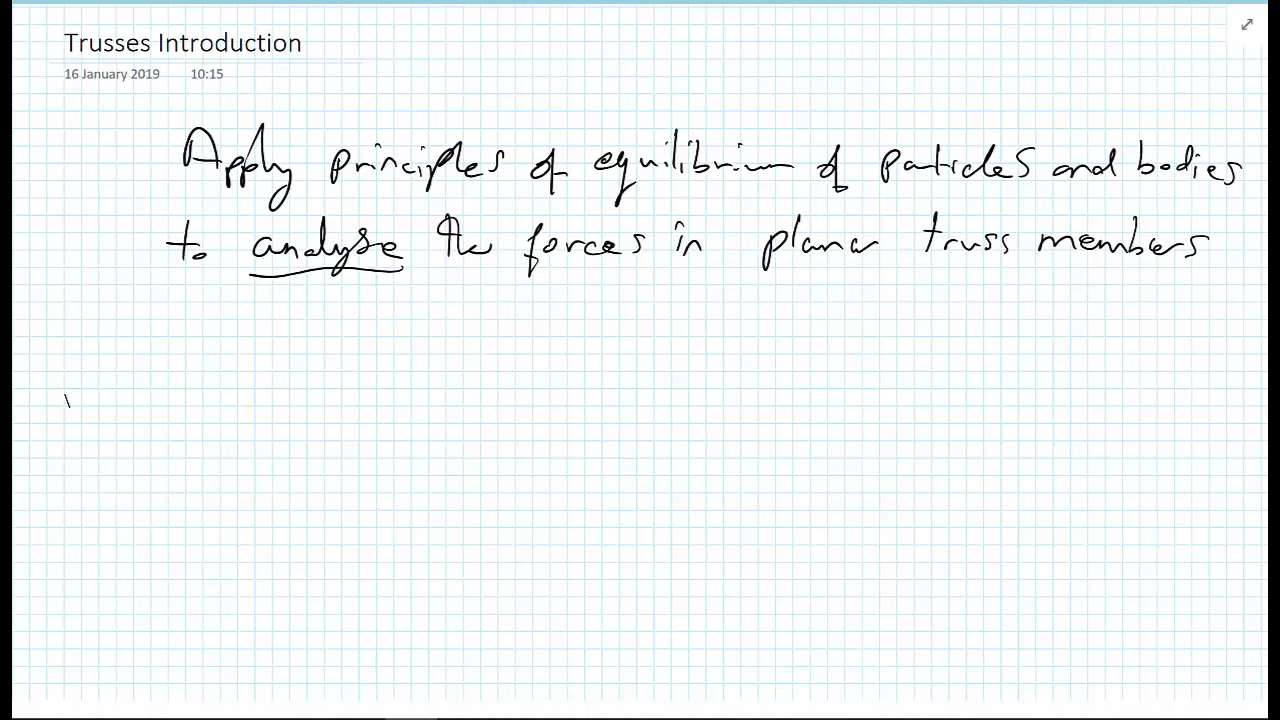 Trusses Introduction
16 January 2019 10:15
Apply principles of equilibrium of particles and bodies
to analyse the forces in planar truss members